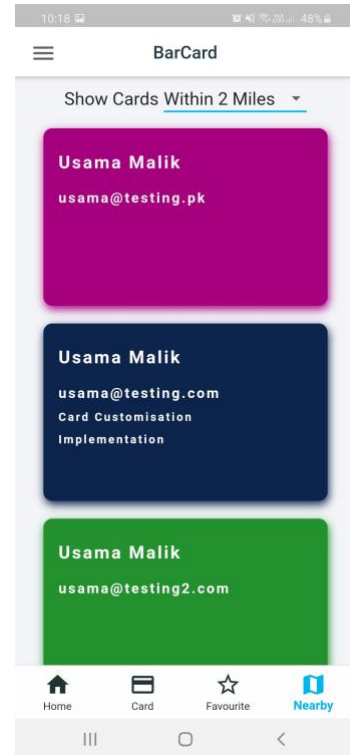 10:18 48%
BarCard
Show Cards Within 2 Miles
Usama Malik
usama@testing.pk
Usama Malik
usama@testing.com
Card Customisation
Implementation
Usama Malik
usama@testing2.com
Home Card Favourite Nearby